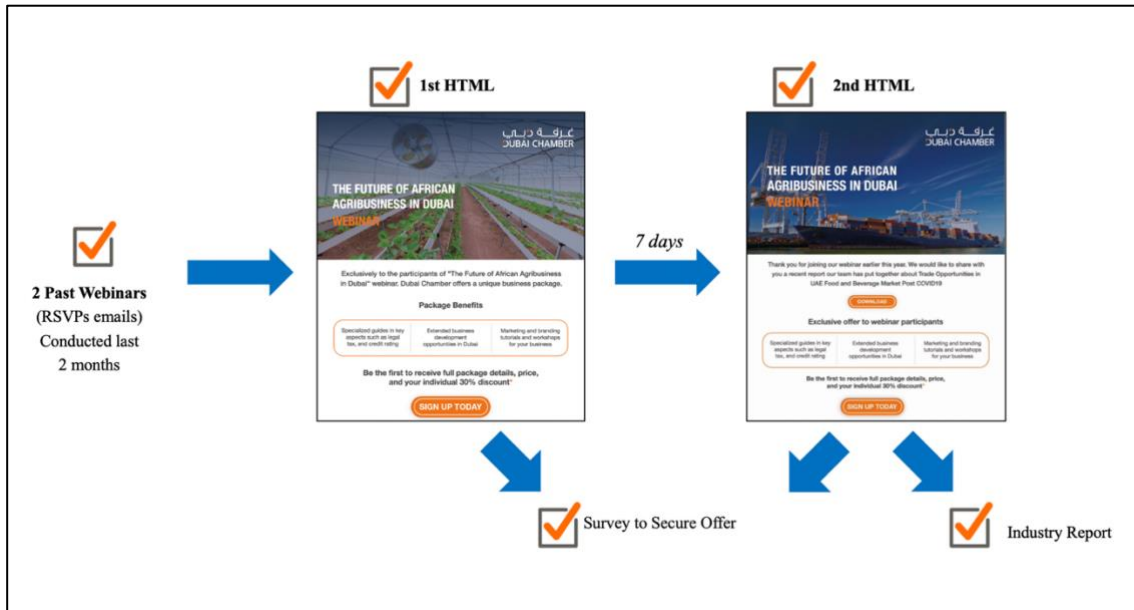 1st HTML
2nd HTML
2 Past Webinars
(RSVPs emails)
Conducted last
2 months
غرفة دبي
DUBAI CHAMBER
THE FUTURE OF AFRICAN
AGRIBUSINESS IN DUBAI
WEBINAR
Exclusively to the participants of "The Future of African Agribusiness
in Dubai" webinar. Dubai Chamber offers a unique business package.
Package Benefits
Specialized guides in key
aspects such as legal
tax, and credit rating
Extended business
development
opportunities in Dubai
Marketing and branding
tutorials and workshops
for your business
Be the first to receive full package details, price,
and your individual 30% discount*
SIGN UP TODAY
7 days
غرفة دبي
DUBAI CHAMBER
THE FUTURE OF AFRICAN
AGRIBUSINESS IN DUBAI
WEBINAR
Thank you for joining our webinar earlier this year. We would like to share with
you a recent report our team has put together about Trade Opportunities in
UAE Food and Beverage Market Post COVID19
DOWNLOAD
Exclusive offer to webinar participants
Specialized guides in key
aspects such as legal
tax, and credit rating
Extended business
development
opportunities in Dubai
Marketing and branding
tutorials and workshops
for your business
Be the first to receive full package details, price,
and your individual 30% discount*
SIGN UP TODAY
Survey to Secure Offer
Industry Report